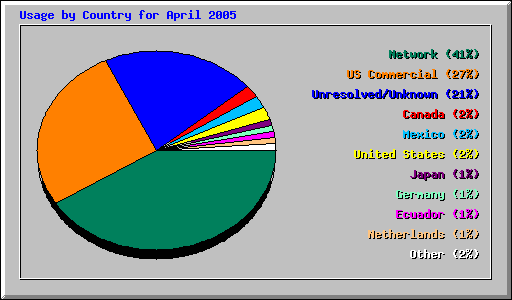 Usage by Country for April 2005
Network (41%)
US Commercial (27%)
Unresolved/Unknown (21%)
Canada (2%)
Mexico (2%)
United States (2%)
Japan (1%)
Germany (1%)
Ecuador (1%)
Netherlands (1%)
Other (2%)